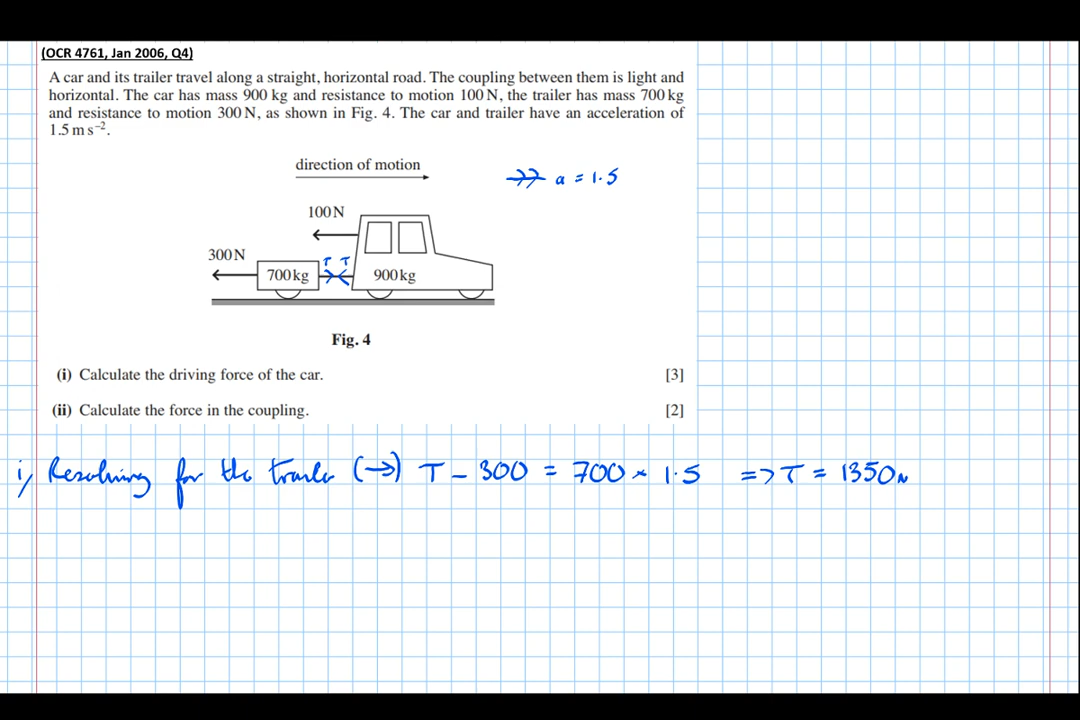 (OCR 4761, Jan 2006, Q4)
A car and its trailer travel along a straight, horizontal road. The coupling between them is light and
horizontal. The car has mass 900 kg and resistance to motion 100 N, the trailer has mass 700 kg
and resistance to motion 300 N, as shown in Fig. 4. The car and trailer have an acceleration of
1.5 m s⁻².
direction of motion
a = 1.5
100 N
300 N
T T
700 kg
900 kg
Fig. 4
(i) Calculate the driving force of the car. [3]
(ii) Calculate the force in the coupling. [2]
i) Resolving for the trailer (→) T - 300 = 700 × 1.5 => T = 1350N